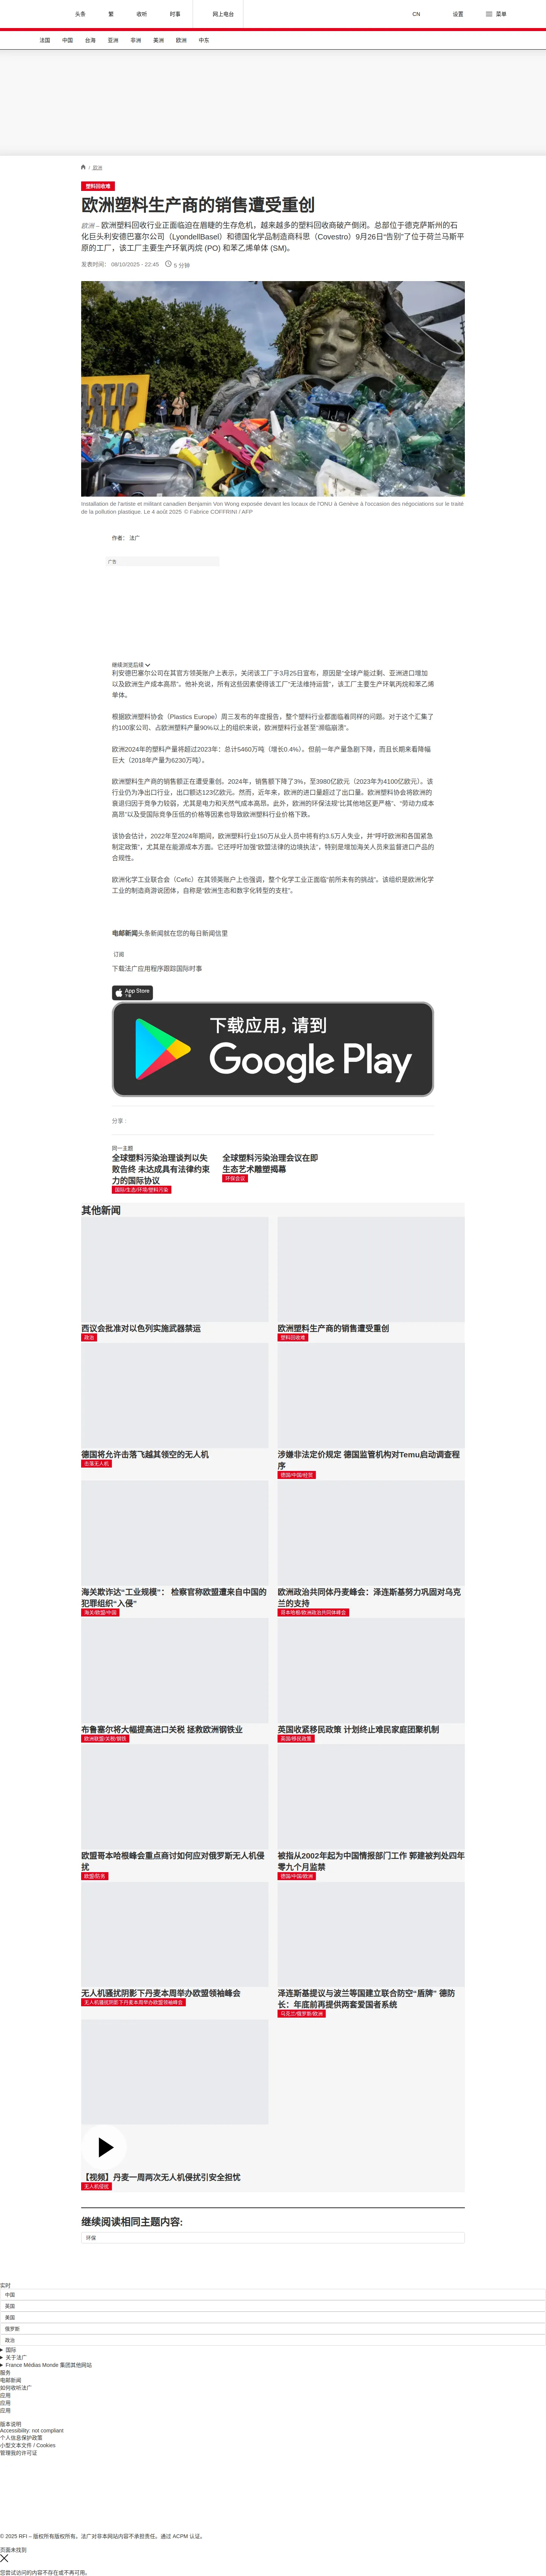 头条
繁
收听
时事
网上电台
CN
设置
菜单
法国
中国
台海
亚洲
非洲
美洲
欧洲
中东
/ 欧洲
塑料回收难
欧洲塑料生产商的销售遭受重创
欧洲 – 欧洲塑料回收行业正面临迫在眉睫的生存危机，越来越多的塑料回收商破产倒闭。总部位于德克萨斯州的石
化巨头利安德巴塞尔公司（LyondellBasel）和德国化学品制造商科思（Covestro）9月26日“告别”了位于荷兰马斯平
原的工厂，该工厂主要生产环氧丙烷 (PO) 和苯乙烯单体 (SM)。
发表时间： 08/10/2025 - 22:45
5 分钟
Installation de l'artiste et militant canadien Benjamin Von Wong exposée devant les locaux de l'ONU à Genève à l'occasion des négociations sur le traité
de la pollution plastique. Le 4 août 2025. © Fabrice COFFRINI / AFP
作者： 法广
广告
继续浏览后续
利安德巴塞尔公司在其官方领英账户上表示，关闭该工厂于3月25日宣布，原因是“全球产能过剩、亚洲进口增加
以及欧洲生产成本高昂”。他补充说，所有这些因素使得该工厂“无法维持运营”，该工厂主要生产环氧丙烷和苯乙烯
单体。
根据欧洲塑料协会（Plastics Europe）周三发布的年度报告，整个塑料行业都面临着同样的问题。对于这个汇集了
约100家公司、占欧洲塑料产量90%以上的组织来说，欧洲塑料行业甚至“濒临崩溃”。
欧洲2024年的塑料产量将超过2023年：总计5460万吨（增长0.4%）。但前一年产量急剧下降，而且长期来看降幅
巨大（2018年产量为6230万吨）。
欧洲塑料生产商的销售额正在遭受重创。2024年，销售额下降了3%，至3980亿欧元（2023年为4100亿欧元）。该
行业仍为净出口行业，出口额达123亿欧元。然而，近年来，欧洲的进口量超过了出口量。欧洲塑料协会将欧洲的
衰退归因于竞争力较弱，尤其是电力和天然气成本高昂。此外，欧洲的环保法规“比其他地区更严格”、“劳动力成本
高昂”以及受国际竞争压低的价格等因素也导致欧洲塑料行业价格下跌。
该协会估计，2022年至2024年期间，欧洲塑料行业150万从业人员中将有约3.5万人失业，并“呼吁欧洲和各国紧急
制定政策”，尤其是在能源成本方面。它还呼吁加强“欧盟法律的边境执法”，特别是增加海关人员来监督进口产品的
合规性。
欧洲化学工业联合会（Cefic）在其领英账户上也强调，整个化学工业正面临“前所未有的挑战”。该组织是欧洲化学
工业的制造商游说团体，自称是“欧洲生态和数字化转型的支柱”。
电邮新闻头条新闻就在您的每日新闻信里
订阅
下载法广应用程序跟踪国际时事
App Store
下载应用，请到
Google Play
分享 :
同一主题
全球塑料污染治理谈判以失
败告终 未达成具有法律约束
力的国际协议
国际/生态/环境/塑料污染
全球塑料污染治理会议在即
生态艺术雕塑揭幕
环保会议
其他新闻
西议会批准对以色列实施武器禁运
政治
欧洲塑料生产商的销售遭受重创
塑料回收难
德国将允许击落飞越其领空的无人机
击落无人机
涉嫌非法定价规定 德国监管机构对Temu启动调查程
序
德国/中国/经贸
海关欺诈达“工业规模”： 检察官称欧盟遭来自中国的
犯罪组织“入侵”
海关/欧盟/中国
欧洲政治共同体丹麦峰会：泽连斯基努力巩固对乌克
兰的支持
哥本哈根/欧洲政治共同体峰会
布鲁塞尔将大幅提高进口关税 拯救欧洲钢铁业
欧洲联盟/关税/钢铁
英国收紧移民政策 计划终止难民家庭团聚机制
英国/移民政策
欧盟哥本哈根峰会重点商讨如何应对俄罗斯无人机侵
扰
欧盟/防务
被指从2002年起为中国情报部门工作 郭建被判处四年
零九个月监禁
德国/中国/欧洲
无人机骚扰阴影下丹麦本周举办欧盟领袖峰会
无人机骚扰阴影下丹麦本周举办欧盟领袖峰会
泽连斯基提议与波兰等国建立联合防空“盾牌” 德防
长：年底前再提供两套爱国者系统
乌克兰/俄罗斯/欧洲
【视频】丹麦一周两次无人机侵扰引安全担忧
无人机侵扰
继续阅读相同主题内容:
环保
实时
中国
英国
美国
俄罗斯
政治
国际
关于法广
France Médias Monde 集团其他网站
服务
电邮新闻
如何收听法广
应用
应用
应用
版本说明
Accessibility: not compliant
个人信息保护政策
小型文本文件 / Cookies
管理我的许可证
© 2025 RFI – 版权所有版权所有。法广对非本网站内容不承担责任。通过 ACPM 认证。
页面未找到
您尝试访问的内容不存在或不再可用。